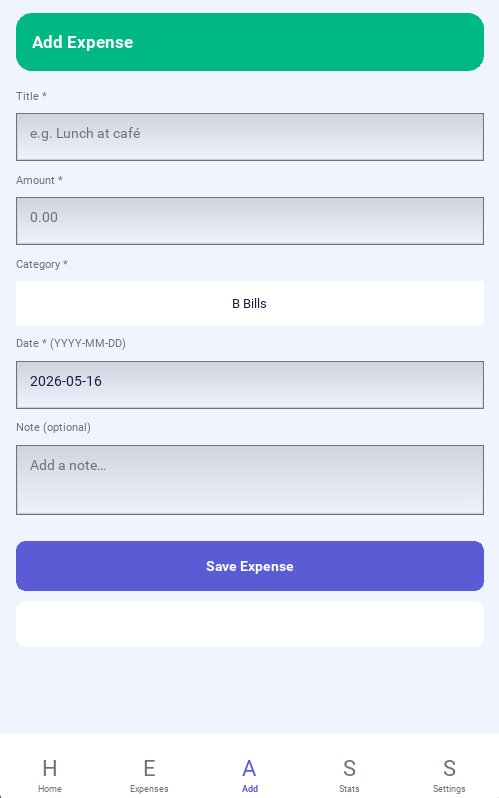 Add Expense
Title *
e.g. Lunch at café
Amount *
0.00
Category *
B Bills
Date * (YYYY-MM-DD)
2026-05-16
Note (optional)
Add a note…
Save Expense
H E A S S
Home Expenses Add Stats Settings